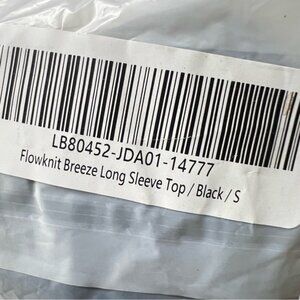 LB80452-JDA01-14777
Flowknit Breeze Long Sleeve Top / Black / S